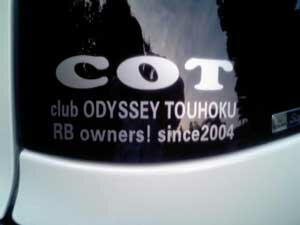 COT
club ODYSSEY TOUHOKU
RB owners! since2004